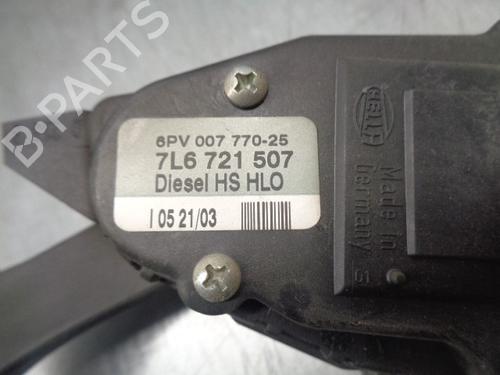 B-PARTS
6PV 007 770-25
7L6 721 507
Diesel HS HLO
I 05 21/03
HELLA
Made in
Germany